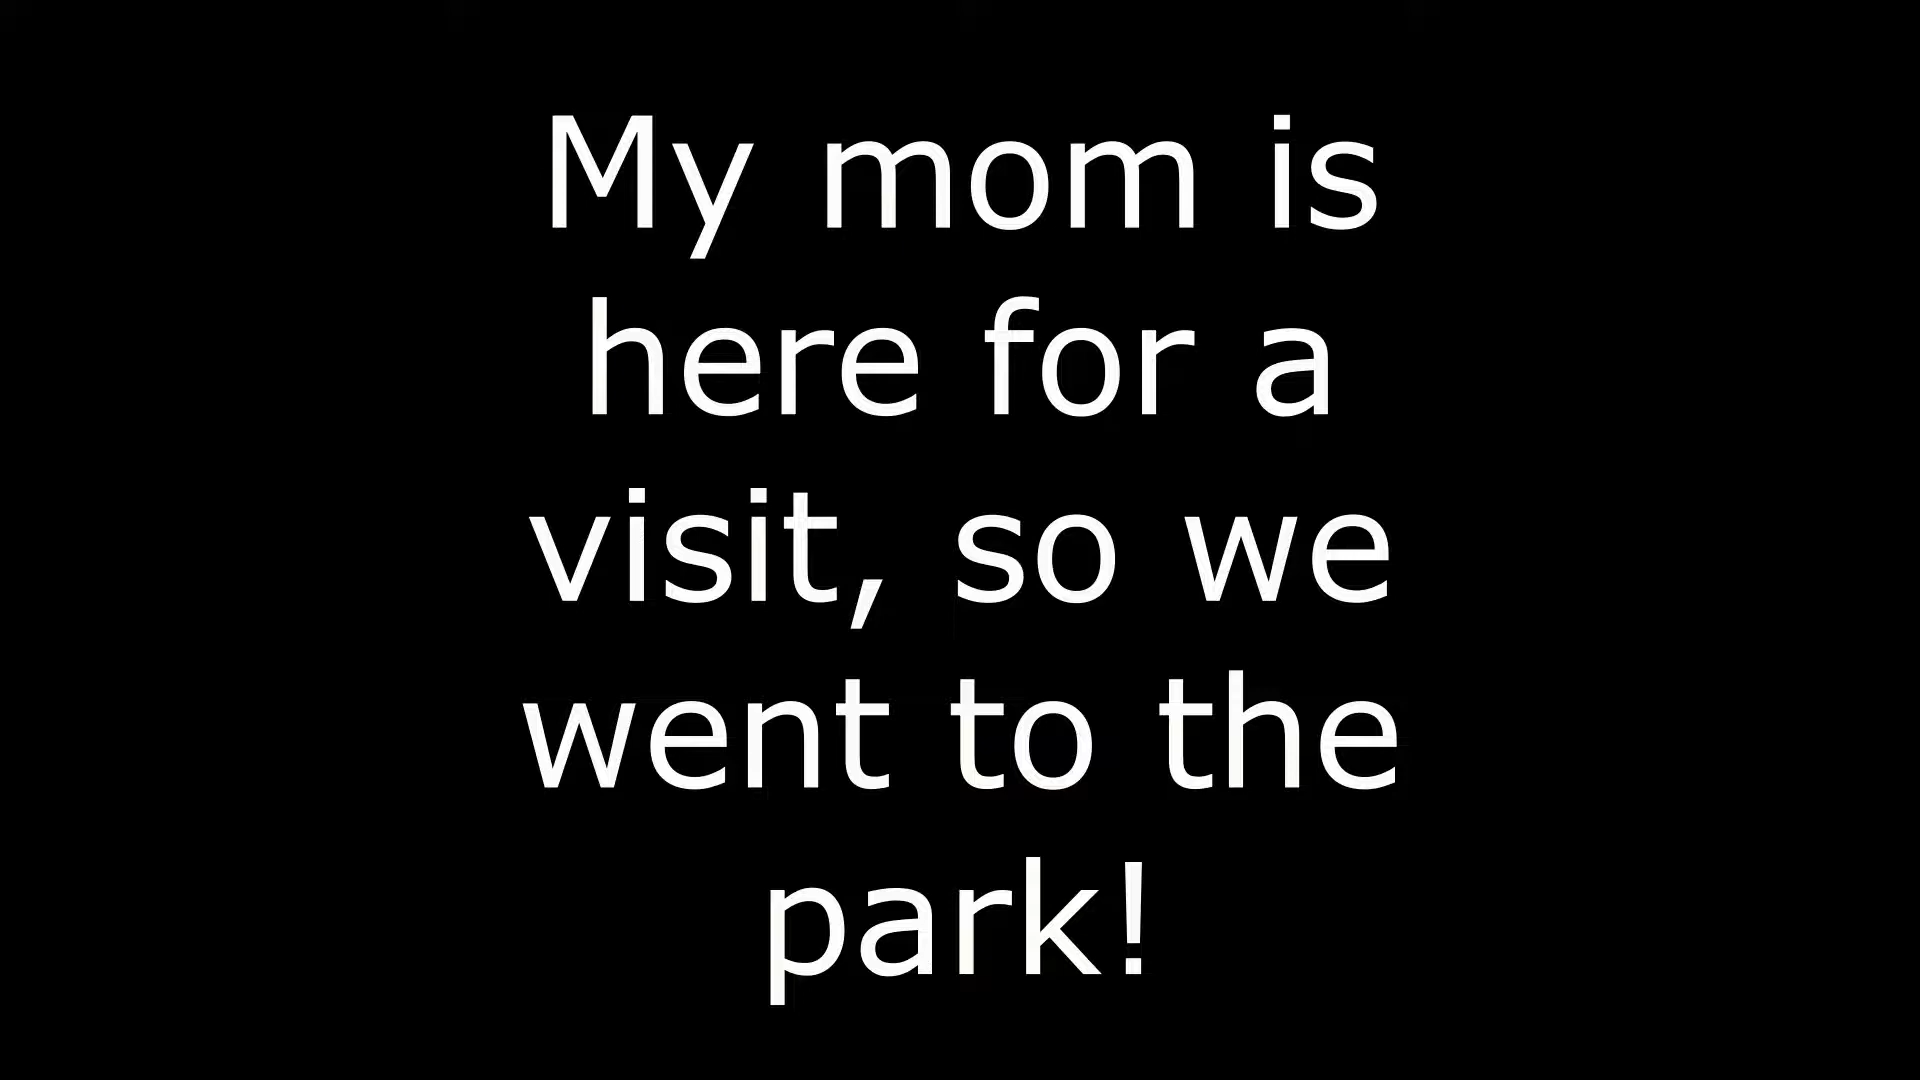 My mom is
here for a
visit, so we
went to the
park!